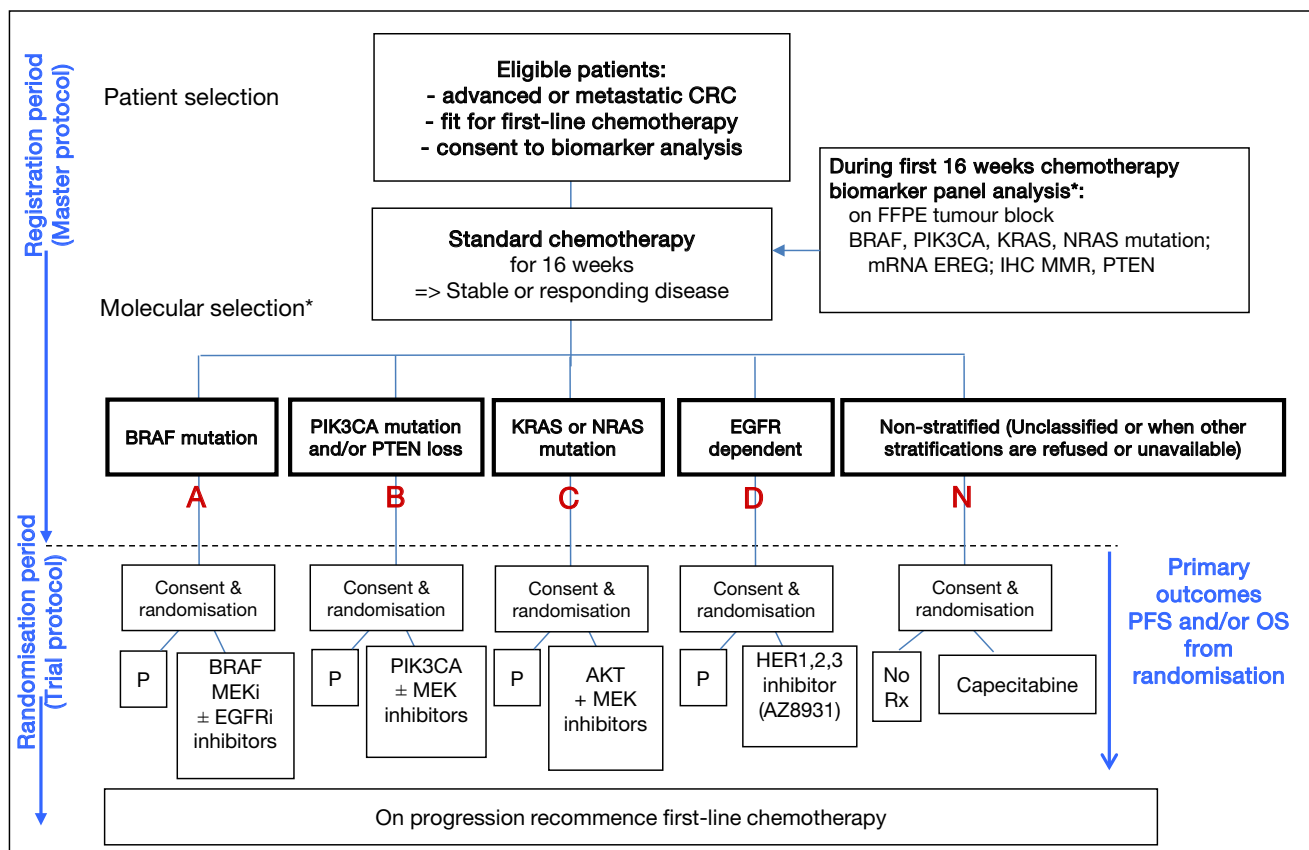 Registration period
(Master protocol)
Patient selection
Eligible patients:
- advanced or metastatic CRC
- fit for first-line chemotherapy
- consent to biomarker analysis
During first 16 weeks chemotherapy
biomarker panel analysis*:
on FFPE tumour block
BRAF, PIK3CA, KRAS, NRAS mutation;
mRNA EREG; IHC MMR, PTEN
Standard chemotherapy
for 16 weeks
=> Stable or responding disease
Molecular selection*
BRAF mutation
PIK3CA mutation
and/or PTEN loss
KRAS or NRAS
mutation
EGFR
dependent
Non-stratified (Unclassified or when other
stratifications are refused or unavailable)
A
B
C
D
N
Randomisation period
(Trial protocol)
Consent &
randomisation
Consent &
randomisation
Consent &
randomisation
Consent &
randomisation
Consent &
randomisation
P
BRAF
MEKi
± EGFRi
inhibitors
P
PIK3CA
± MEK
inhibitors
P
AKT
+ MEK
inhibitors
P
HER1,2,3
inhibitor
(AZ8931)
No
Rx
Capecitabine
Primary
outcomes
PFS and/or OS
from
randomisation
On progression recommence first-line chemotherapy